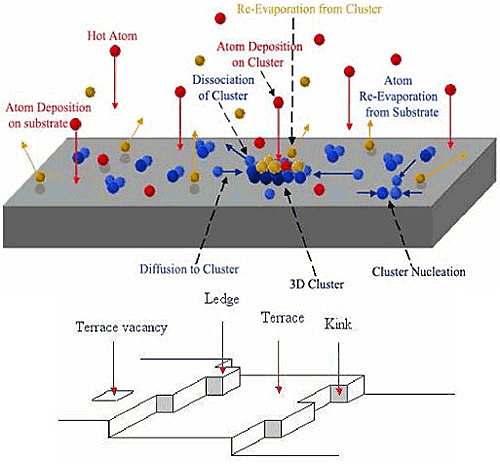 Re-Evaporation from Cluster
Hot Atom
Atom Deposition
on Cluster
Dissociation
of Cluster
Atom
Re-Evaporation
from Substrate
Atom Deposition
on substrate
Diffusion to Cluster
3D Cluster
Cluster Nucleation
Ledge
Terrace vacancy
Terrace
Kink